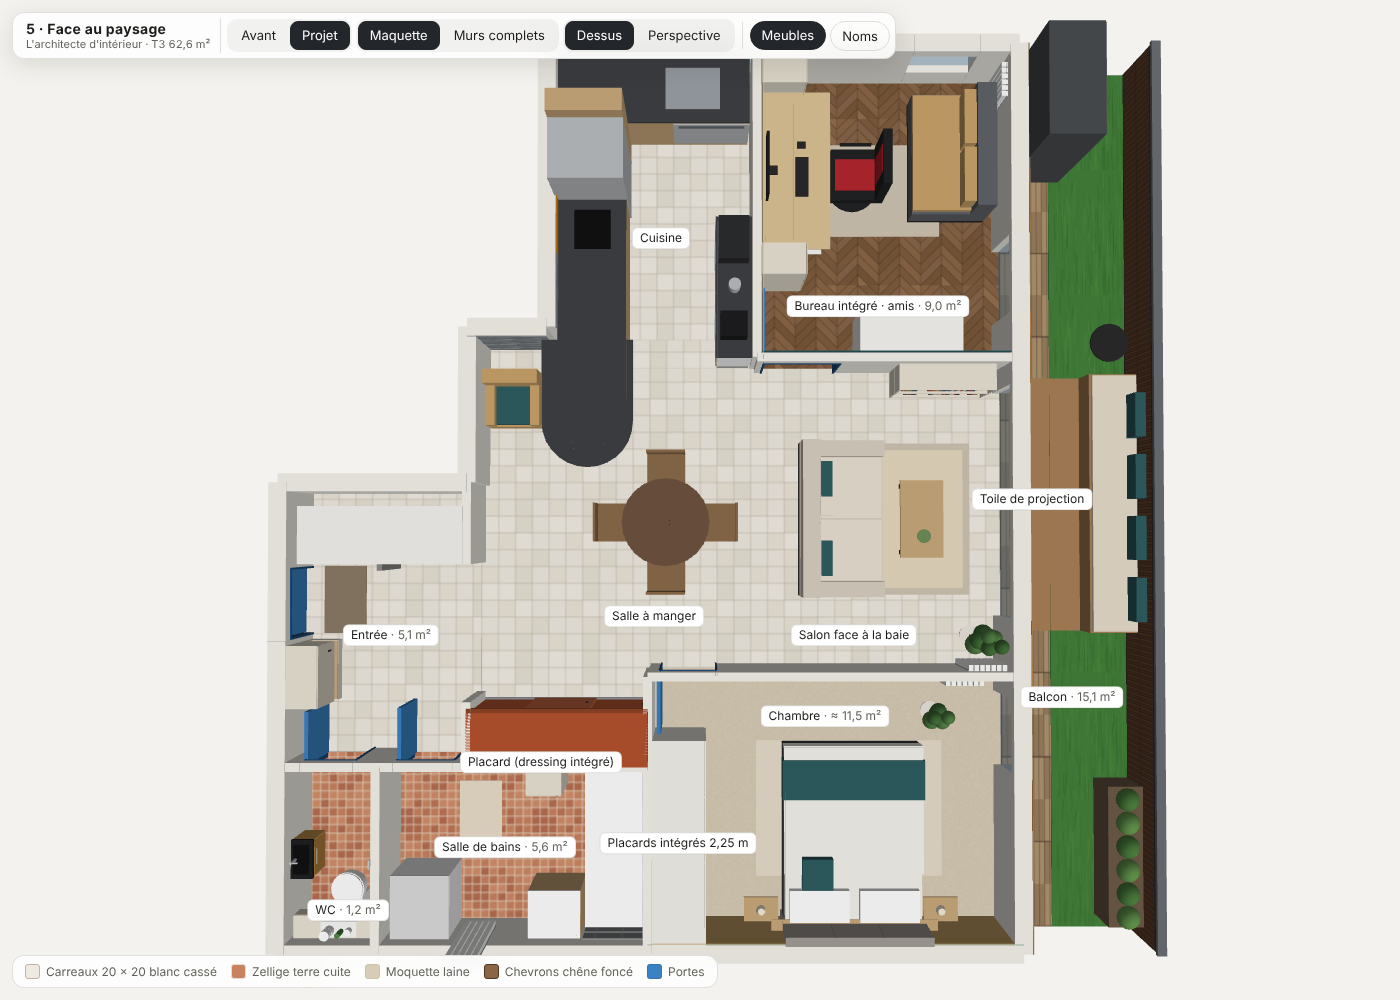 5 · Face au paysage
L'architecte d'intérieur · T3 62,6 m²
Avant
Projet
Maquette
Murs complets
Dessus
Perspective
Meubles
Noms
Cuisine
Bureau intégré · amis · 9,0 m²
Toile de projection
Salle à manger
Salon face à la baie
Entrée · 5,1 m²
Balcon · 15,1 m²
Chambre · ≈ 11,5 m²
Placard (dressing intégré)
Placards intégrés 2,25 m
Salle de bains · 5,6 m²
WC · 1,2 m²
Carreaux 20 × 20 blanc cassé
Zellige terre cuite
Moquette laine
Chevrons chêne foncé
Portes